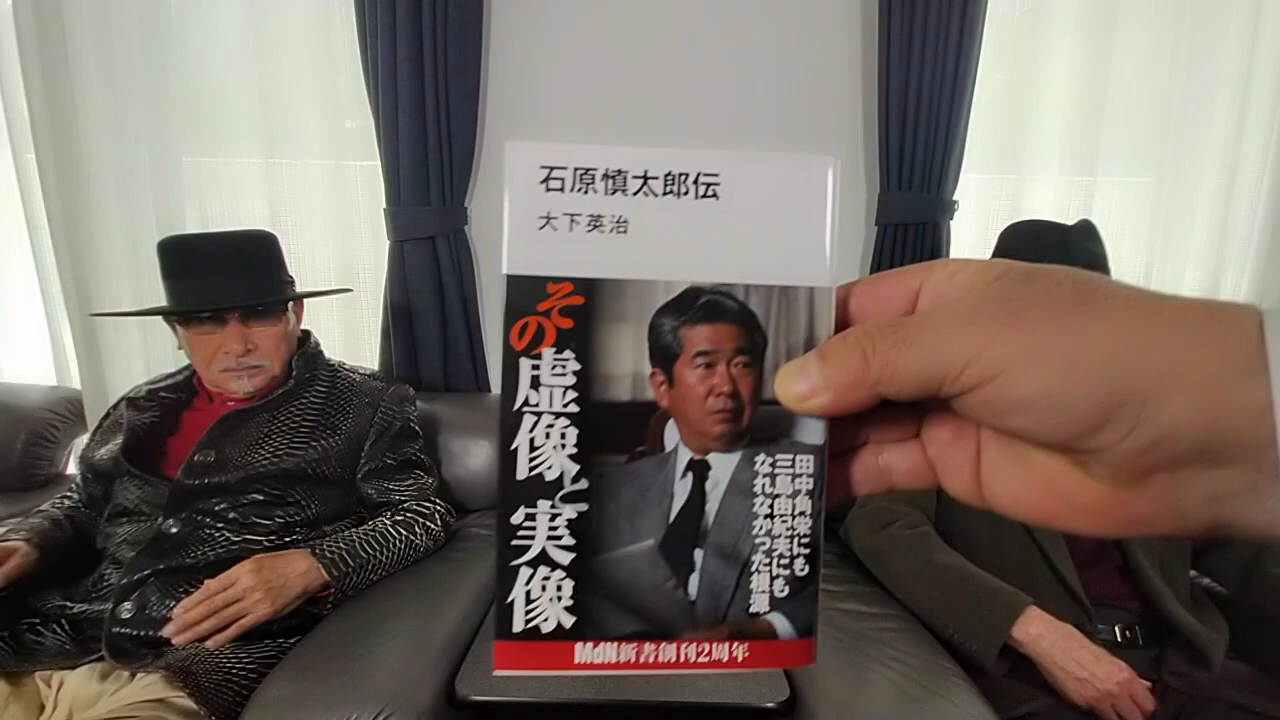 石原慎太郎伝
大下英治
その
虚像と実像
田中角栄にも
三島由紀夫にも
なれなかった根源
MdN新書創刊2周年